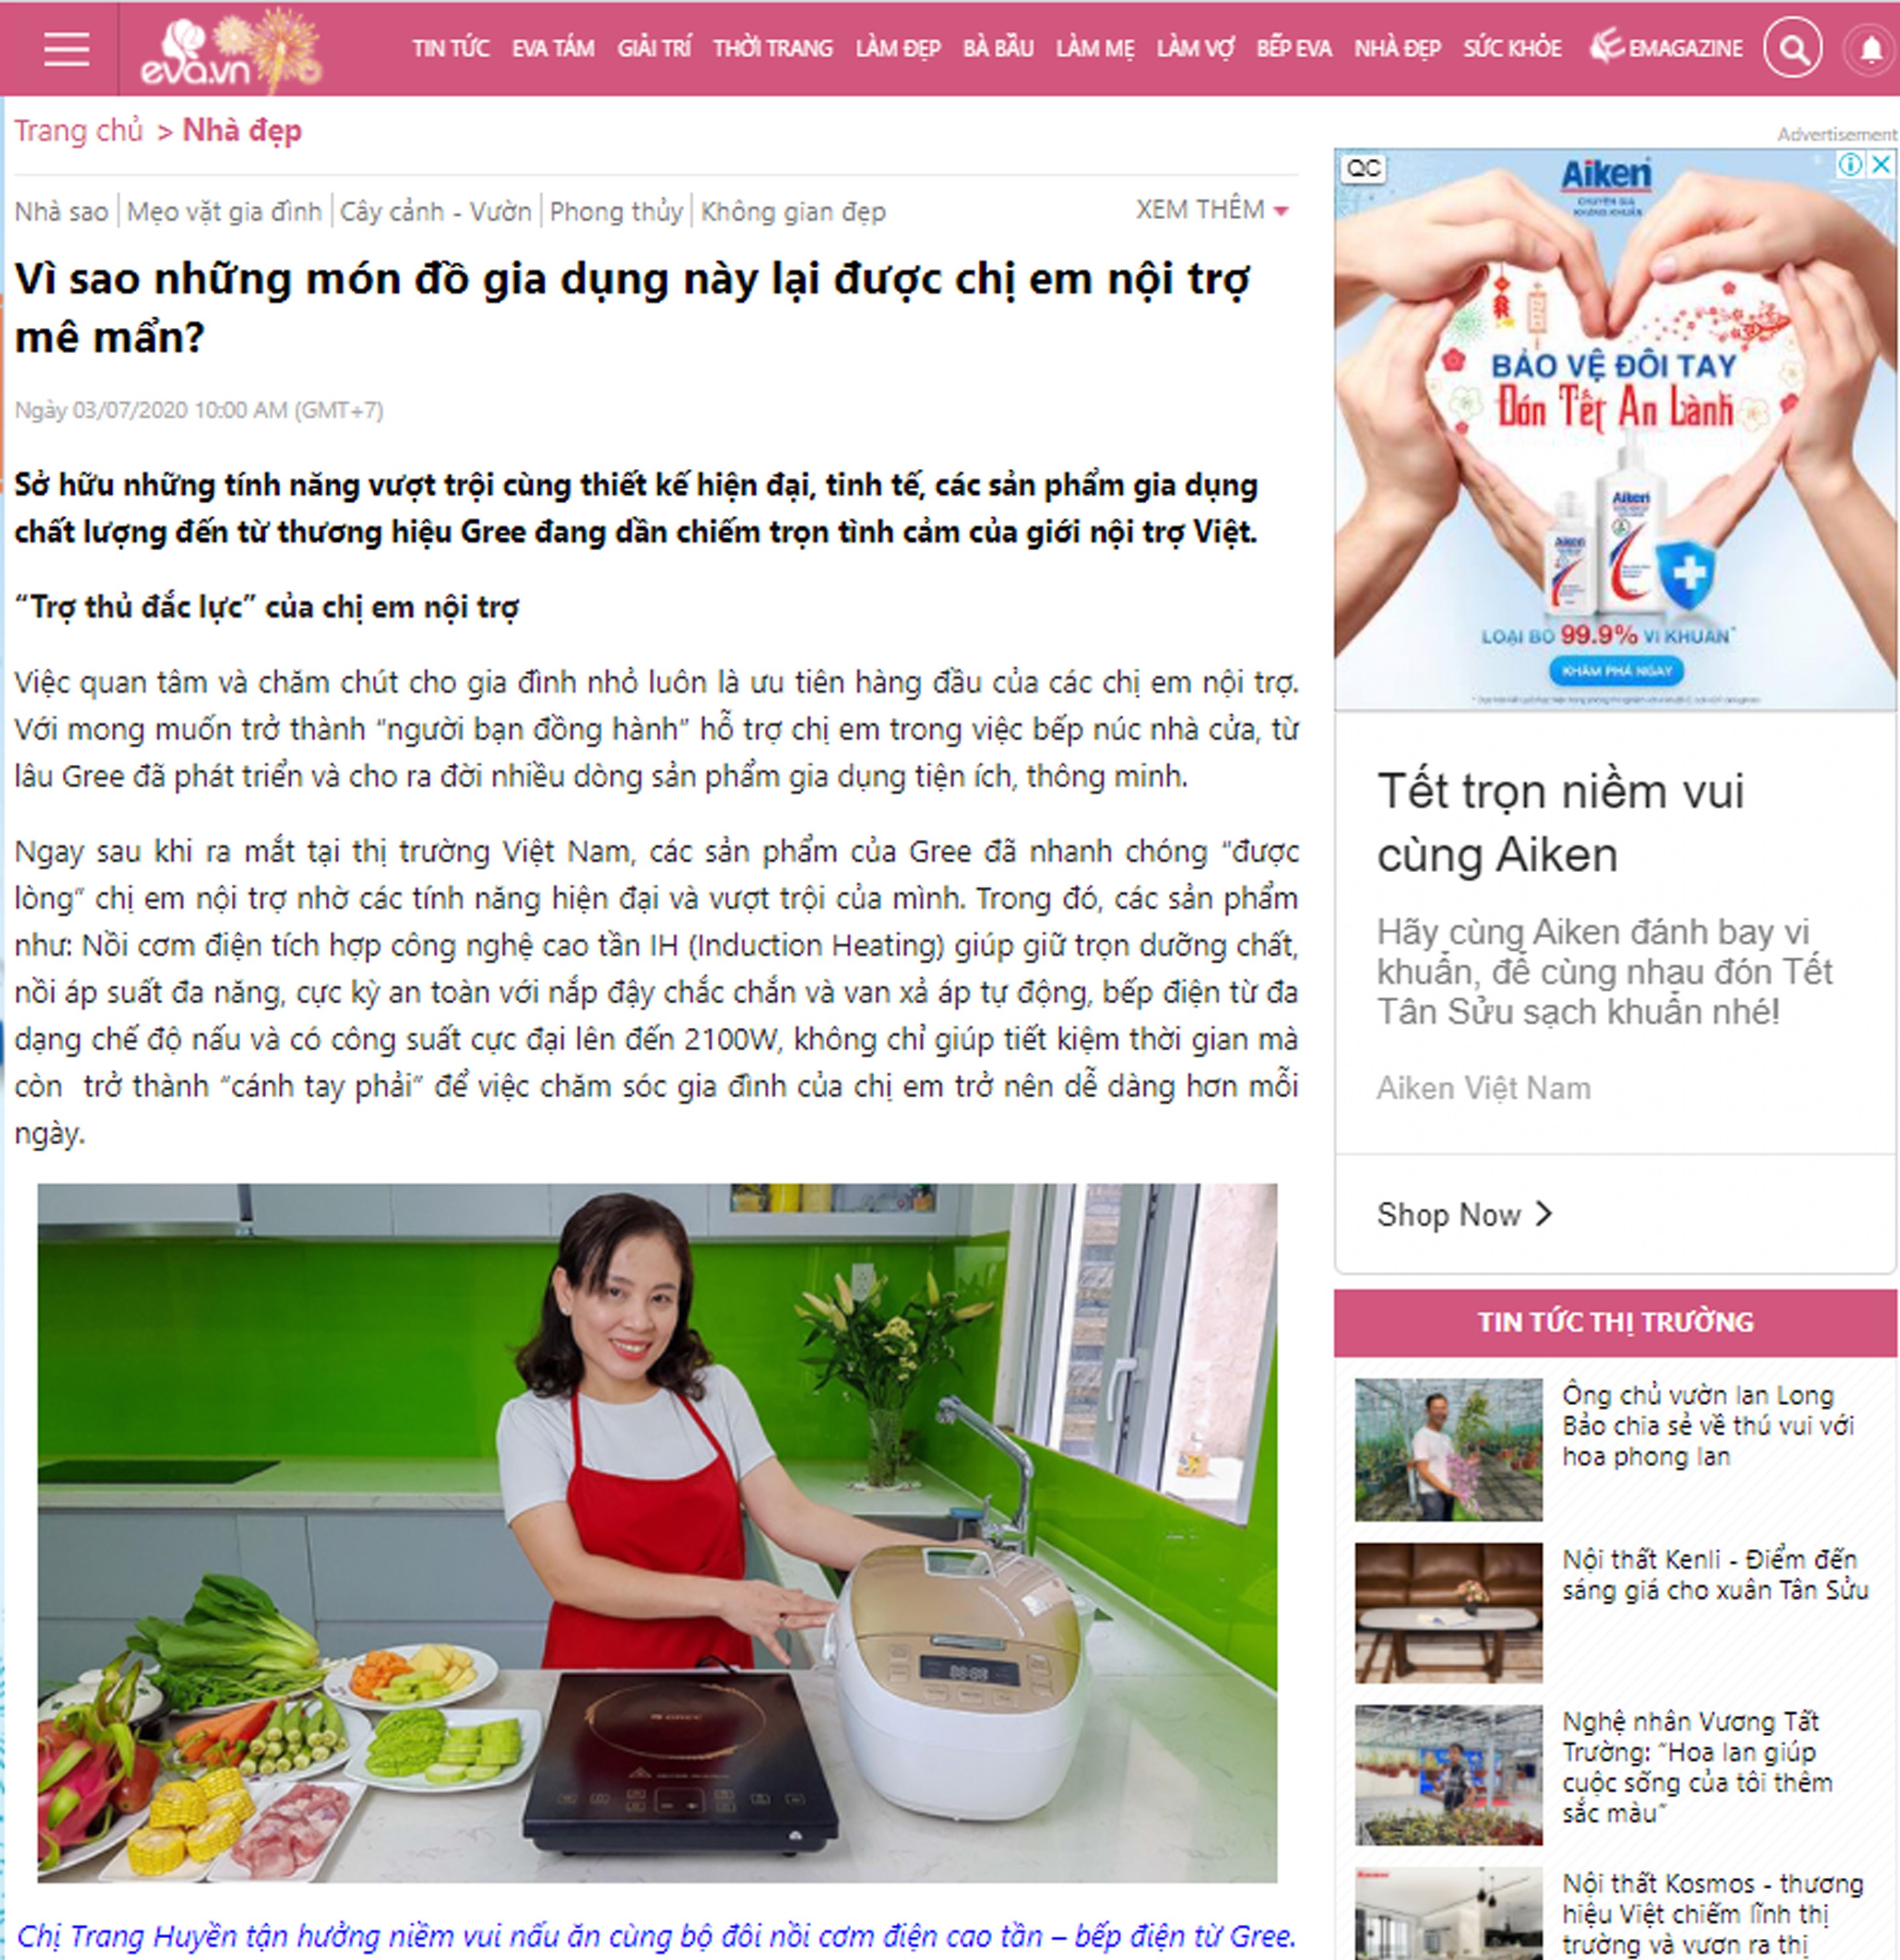 eva.vn
TIN TỨC EVA TÁM GIẢI TRÍ THỜI TRANG LÀM ĐẸP BÀ BẦU LÀM MẸ LÀM VỢ BẾP EVA NHÀ ĐẸP SỨC KHỎE EMAGAZINE
Trang chủ > Nhà đẹp
Nhà sao | Mẹo vặt gia đình | Cây cảnh - Vườn | Phong thủy | Không gian đẹp
XEM THÊM
Vì sao những món đồ gia dụng này lại được chị em nội trợ
mê mẩn?
Ngày 03/07/2020 10:00 AM (GMT+7)
Sở hữu những tính năng vượt trội cùng thiết kế hiện đại, tinh tế, các sản phẩm gia dụng
chất lượng đến từ thương hiệu Gree đang dần chiếm trọn tình cảm của giới nội trợ Việt.
“Trợ thủ đắc lực” của chị em nội trợ
Việc quan tâm và chăm chút cho gia đình nhỏ luôn là ưu tiên hàng đầu của các chị em nội trợ.
Với mong muốn trở thành “người bạn đồng hành” hỗ trợ chị em trong việc bếp núc nhà cửa, từ
lâu Gree đã phát triển và cho ra đời nhiều dòng sản phẩm gia dụng tiện ích, thông minh.
Ngay sau khi ra mắt tại thị trường Việt Nam, các sản phẩm của Gree đã nhanh chóng “được
lòng” chị em nội trợ nhờ các tính năng hiện đại và vượt trội của mình. Trong đó, các sản phẩm
như: Nồi cơm điện tích hợp công nghệ cao tần IH (Induction Heating) giúp giữ trọn dưỡng chất,
nồi áp suất đa năng, cực kỳ an toàn với nắp đậy chắc chắn và van xả áp tự động, bếp điện từ đa
dạng chế độ nấu và có công suất cực đại lên đến 2100W, không chỉ giúp tiết kiệm thời gian mà
còn trở thành “cánh tay phải” để việc chăm sóc gia đình của chị em trở nên dễ dàng hơn mỗi
ngày.
GREE
Chị Trang Huyền tận hưởng niềm vui nấu ăn cùng bộ đôi nồi cơm điện cao tần – bếp điện từ Gree.
Advertisement
QC
Aiken
CHUYÊN GIA
KHÁNG KHUẨN
BẢO VỆ ĐÔI TAY
Đón Tết An Lành
Aiken
Aiken
LOẠI BỎ 99.9% VI KHUẨN*
KHÁM PHÁ NGAY
Tết trọn niềm vui
cùng Aiken
Hãy cùng Aiken đánh bay vi
khuẩn, để cùng nhau đón Tết
Tân Sửu sạch khuẩn nhé!
Aiken Việt Nam
Shop Now
TIN TỨC THỊ TRƯỜNG
Ông chủ vườn lan Long
Bảo chia sẻ về thú vui với
hoa phong lan
Nội thất Kenli - Điểm đến
sáng giá cho xuân Tân Sửu
Nghệ nhân Vương Tất
Trường: “Hoa lan giúp
cuộc sống của tôi thêm
sắc màu”
Nội thất Kosmos - thương
hiệu Việt chiếm lĩnh thị
trường và vươn ra thị